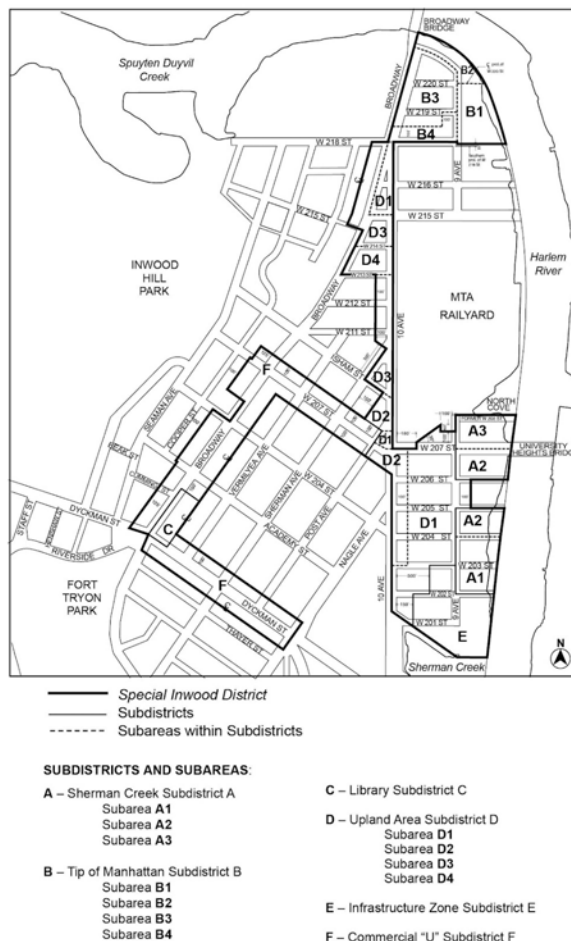 BROADWAY
BRIDGE
Spuyten Duyvil
Creek
BROADWAY
B2
W 220 ST
B3
W 219 ST
B1
B4
W 218 ST
9 AVE
D1
W 216 ST
W 215 ST
W 215 ST
D3
W 214 ST
D4
INWOOD
HILL
PARK
Harlem
River
MTA
RAILYARD
BROADWAY
W 212 ST
10 AVE
W 211 ST
ISHAM ST
D3
F
SEAMAN AVE
COOPER ST
W 207 ST
D2
D1
NORTH
COVE
A3
W 207 ST
UNIVERSITY
HEIGHTS BRIDGE
BROADWAY
VERMILYEA AVE
SHERMAN AVE
W 204 ST
POST AVE
D2
A2
W 206 ST
W 205 ST
D1
W 204 ST
A2
DYCKMAN ST
STAFF ST
RIVERSIDE DR
C
ACADEMY ST
NAGLE AVE
W 203 ST
A1
W 202 ST
10 AVE
9 AVE
FORT
TRYON
PARK
F
DYCKMAN ST
THAYER ST
W 201 ST
E
Sherman Creek
N
Special Inwood District
Subdistricts
Subareas within Subdistricts
SUBDISTRICTS AND SUBAREAS:
A – Sherman Creek Subdistrict A
Subarea A1
Subarea A2
Subarea A3
B – Tip of Manhattan Subdistrict B
Subarea B1
Subarea B2
Subarea B3
Subarea B4
C – Library Subdistrict C
D – Upland Area Subdistrict D
Subarea D1
Subarea D2
Subarea D3
Subarea D4
E – Infrastructure Zone Subdistrict E
F – Commercial “U” Subdistrict F